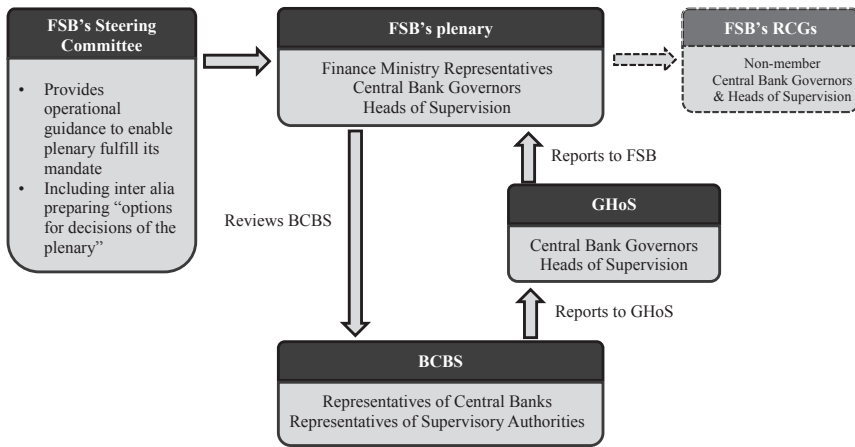 FSB's Steering
Committee
• Provides
operational
guidance to enable
plenary fulfill its
mandate
• Including inter alia
preparing “options
for decisions of the
plenary”
FSB's plenary
Finance Ministry Representatives
Central Bank Governors
Heads of Supervision
FSB's RCGs
Non-member
Central Bank Governors
& Heads of Supervision
Reviews BCBS
Reports to FSB
GHoS
Central Bank Governors
Heads of Supervision
Reports to GHoS
BCBS
Representatives of Central Banks
Representatives of Supervisory Authorities